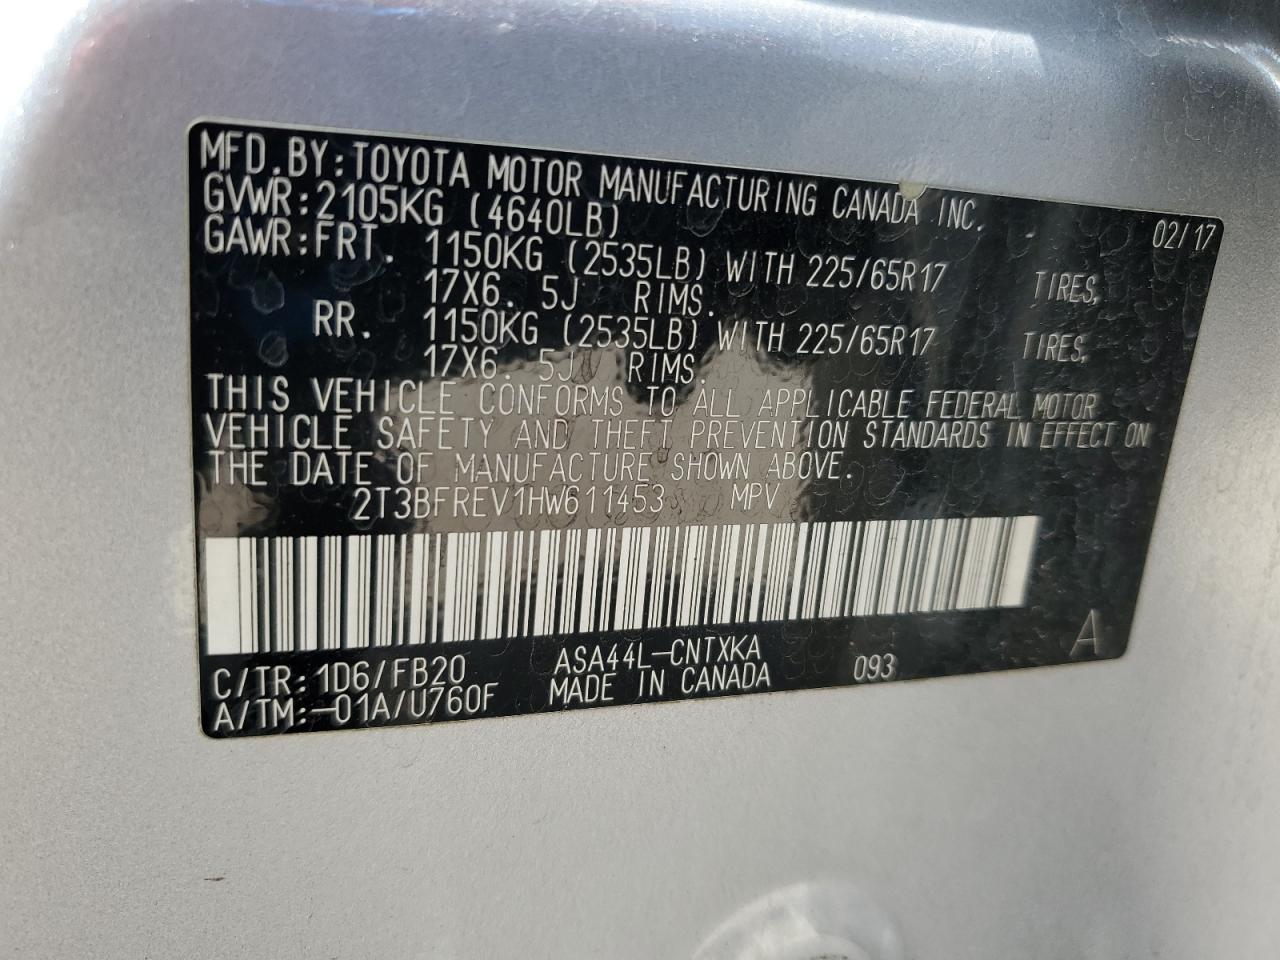 MFD.BY:TOYOTA MOTOR MANUFACTURING CANADA INC. 02/17
GVWR:2105KG (4640LB)
GAWR:FRT. 1150KG (2535LB) WITH 225/65R17 TIRES,
17X6. 5J RIMS.
RR. 1150KG (2535LB) WITH 225/65R17 TIRES,
17X6. 5J RIMS.
THIS VEHICLE CONFORMS TO ALL APPLICABLE FEDERAL MOTOR
VEHICLE SAFETY AND THEFT PREVENTION STANDARDS IN EFFECT ON
THE DATE OF MANUFACTURE SHOWN ABOVE.
2T3BFREV1HW611453 MPV
C/TR:1D6/FB20 ASA44L-CNTXKA 093 A
A/TM:-01A/U760F MADE IN CANADA